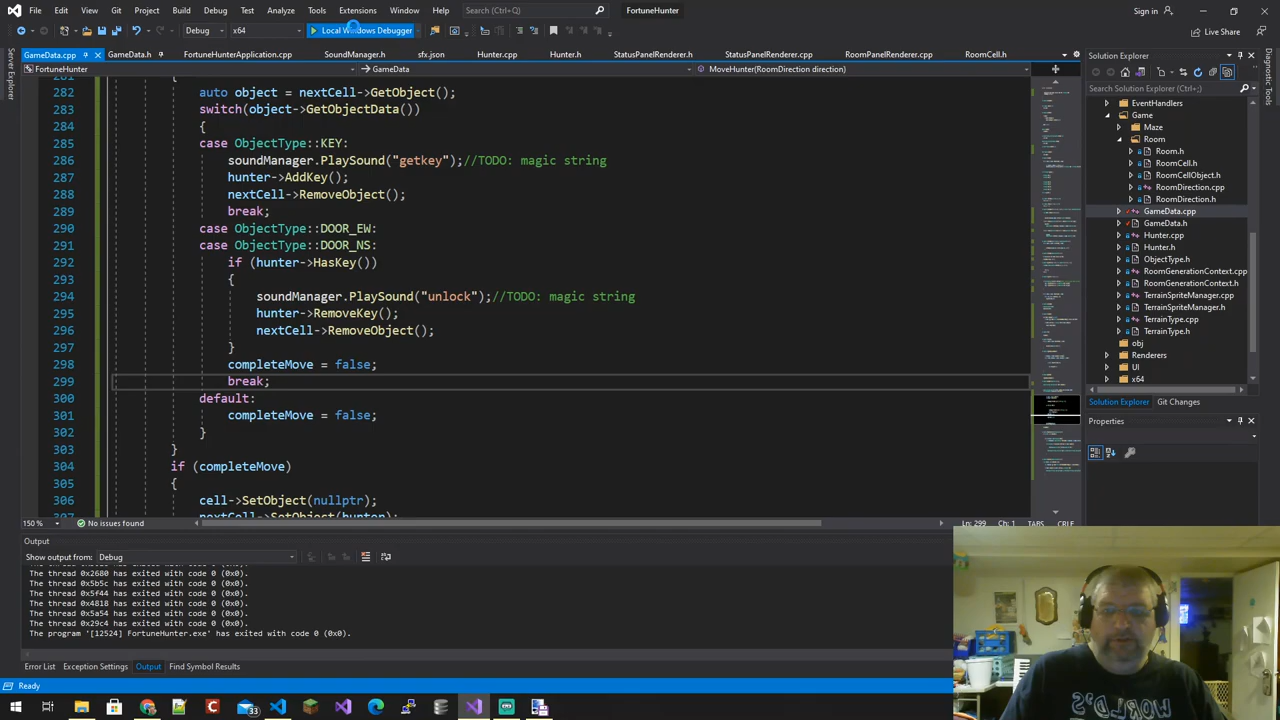 File Edit View Git Project Build Debug Test Analyze Tools Extensions Window Help Search (Ctrl+Q) FortuneHunter Sign in
Debug x64 Local Windows Debugger Live Share
GameData.cpp GameData.h FortuneHunterApplication.cpp SoundManager.h sfx.json Hunter.cpp Hunter.h StatusPanelRenderer.h StatusPanelRenderer.cpp RoomPanelRenderer.cpp RoomCell.h
FortuneHunter GameData MoveHunter(RoomDirection direction)
Server Explorer
Diagnostic Tools
281 {
282 auto object = nextCell->GetObject();
283 switch(object->GetObjectData())
284 {
285 case ObjectType::KEY:
286 soundManager.PlaySound("getkey");//TODO: magic string
287 hunter->AddKey();
288 nextCell->RemoveObject();
289 break;
290 case ObjectType::DOOR_EW:
291 case ObjectType::DOOR_NS:
292 if (hunter->HasKey())
293 {
294 soundManager.PlaySound("unlock");//TODO: magic string
295 hunter->RemoveKey();
296 nextCell->RemoveObject();
297 }
298 completeMove = false;
299 break;
300 default:
301 completeMove = false;
302 }
303 }
304 if (completeMove)
305 {
306 cell->SetObject(nullptr);
307 nextCell->SetObject(hunter);
150 % No issues found Ln: 299 Ch: 1 TABS CRLF
Output
Show output from: Debug
The thread 0x2680 has exited with code 0 (0x0).
The thread 0x5b5c has exited with code 0 (0x0).
The thread 0x5f44 has exited with code 0 (0x0).
The thread 0x4818 has exited with code 0 (0x0).
The thread 0x5a54 has exited with code 0 (0x0).
The thread 0x29c4 has exited with code 0 (0x0).
The program '[12524] FortuneHunter.exe' has exited with code 0 (0x0).
Error List Exception Settings Output Find Symbol Results
Ready
Solution Explorer
Search Solution Explorer (Ctrl+;)
EventHandlers
Game
Maze
Room
Room.h
RoomCell.h
RoomCellObject.h
RoomDirection.cpp
RoomDirection.h
GameData.cpp
GameData.h
Hunter.cpp
Hunter.h
ObjectType.h
RoomGenerationContext.cpp
RoomGenerationContext.h
TerrainSpriteManager.cpp
TerrainSpriteManager.h
TerrainType.cpp
TerrainType.h
obj
Renderers
UI
x64
Solution Explorer Git Changes
Properties
WORLD'S